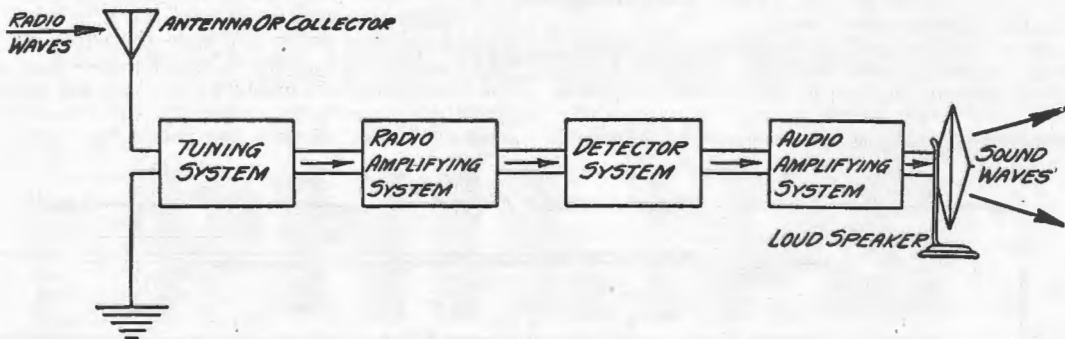 RADIO
WAVES
ANTENNA OR COLLECTOR
TUNING
SYSTEM
RADIO
AMPLIFYING
SYSTEM
DETECTOR
SYSTEM
AUDIO
AMPLIFYING
SYSTEM
SOUND
WAVES
LOUD SPEAKER